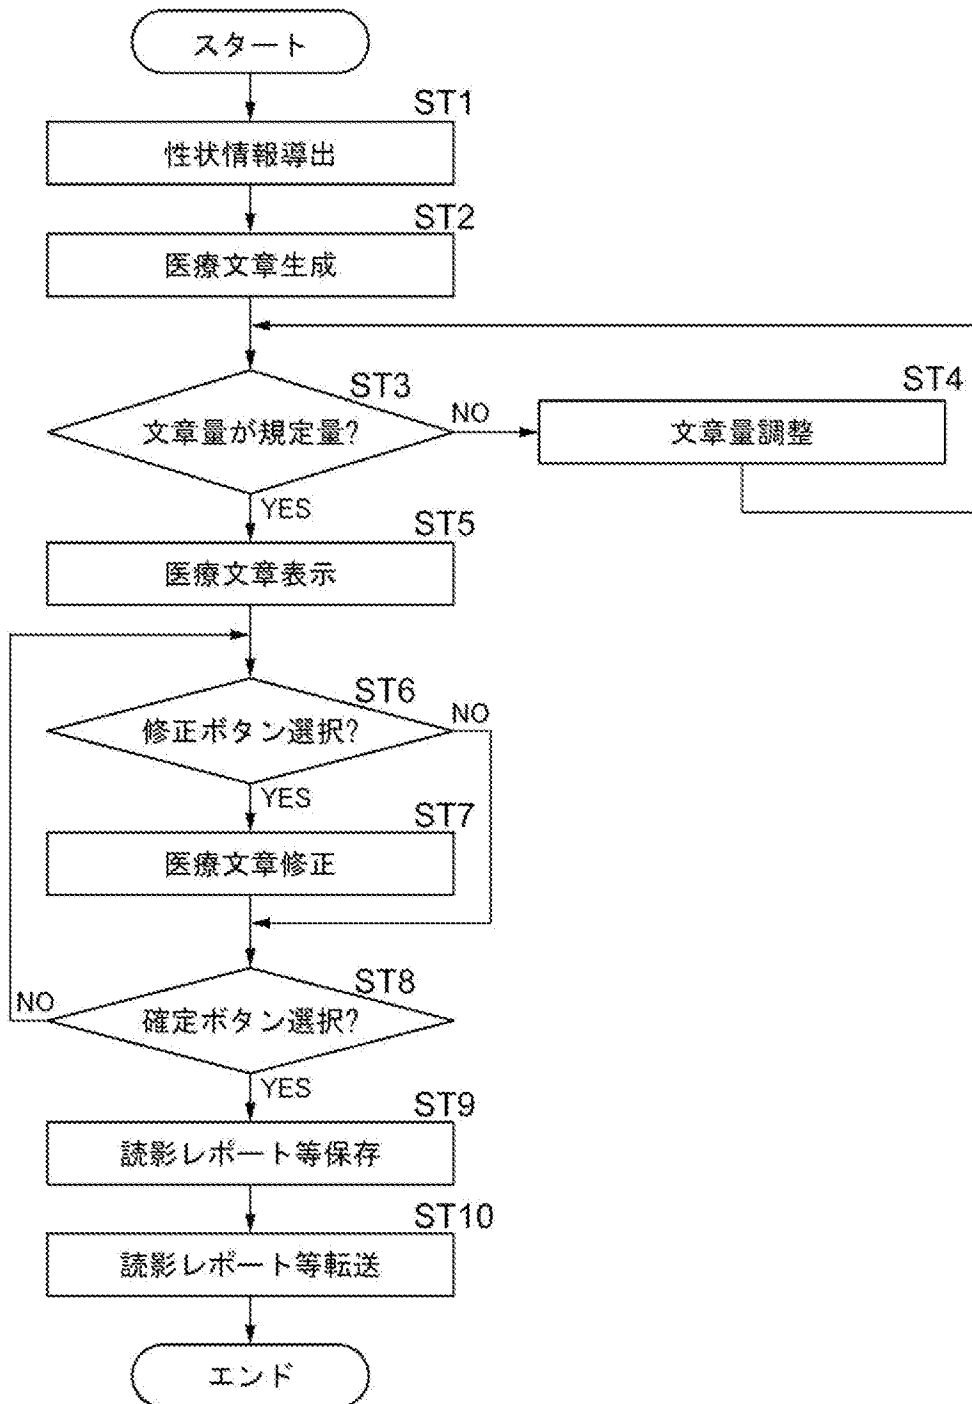 スタート
ST1
性状情報導出
ST2
医療文章生成
ST3
文章量が規定量?
NO
ST4
文章量調整
YES
ST5
医療文章表示
ST6
修正ボタン選択?
NO
YES
ST7
医療文章修正
ST8
確定ボタン選択?
NO
YES
ST9
読影レポート等保存
ST10
読影レポート等転送
エンド